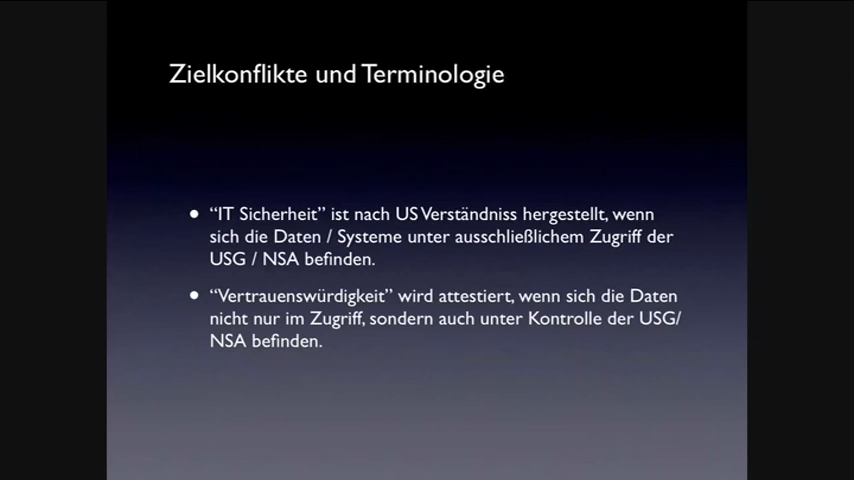 Zielkonflikte und Terminologie
• “IT Sicherheit” ist nach US Verständniss hergestellt, wenn
sich die Daten / Systeme unter ausschließlichem Zugriff der
USG / NSA befinden.
• “Vertrauenswürdigkeit” wird attestiert, wenn sich die Daten
nicht nur im Zugriff, sondern auch unter Kontrolle der USG/
NSA befinden.